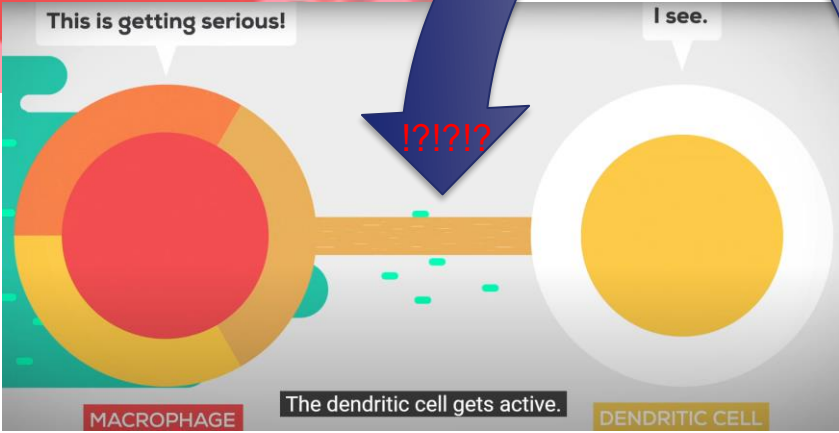 This is getting serious!
I see.
!?!?!?
The dendritic cell gets active.
MACROPHAGE
DENDRITIC CELL